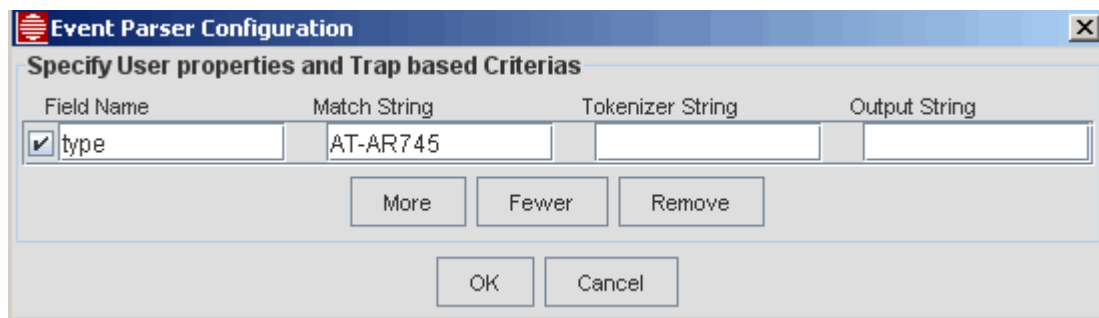 Event Parser Configuration
Specify User properties and Trap based Criterias
Field Name Match String Tokenizer String Output String
type AT-AR745
More Fewer Remove
OK Cancel